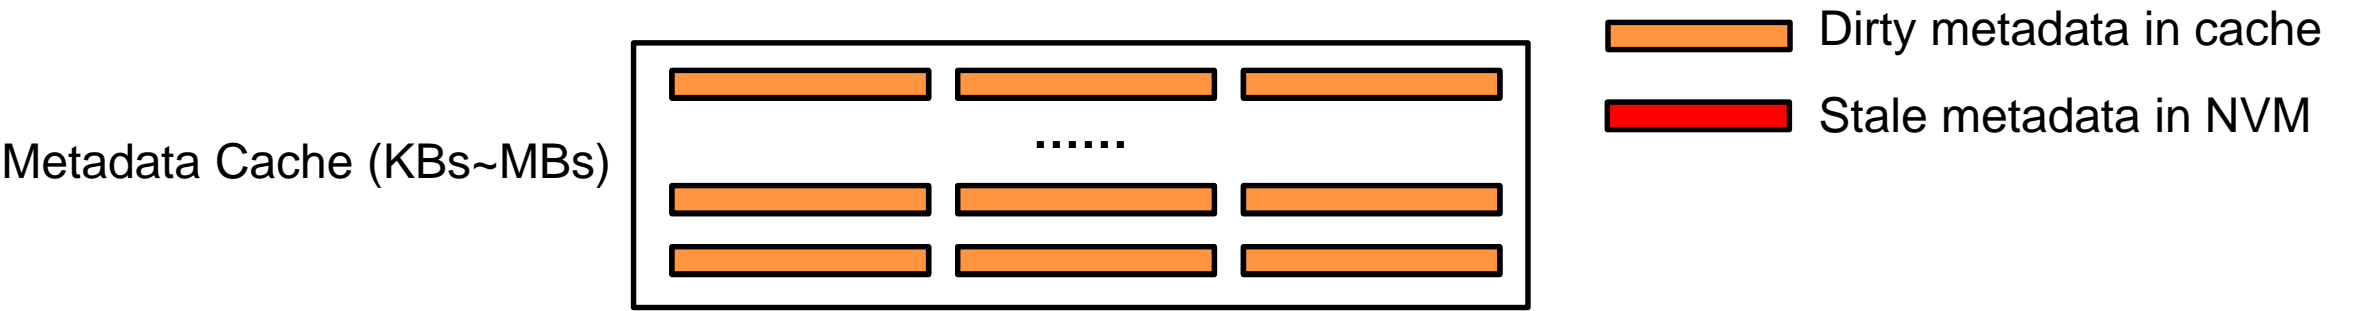 Dirty metadata in cache
Stale metadata in NVM
Metadata Cache (KBs~MBs)
......